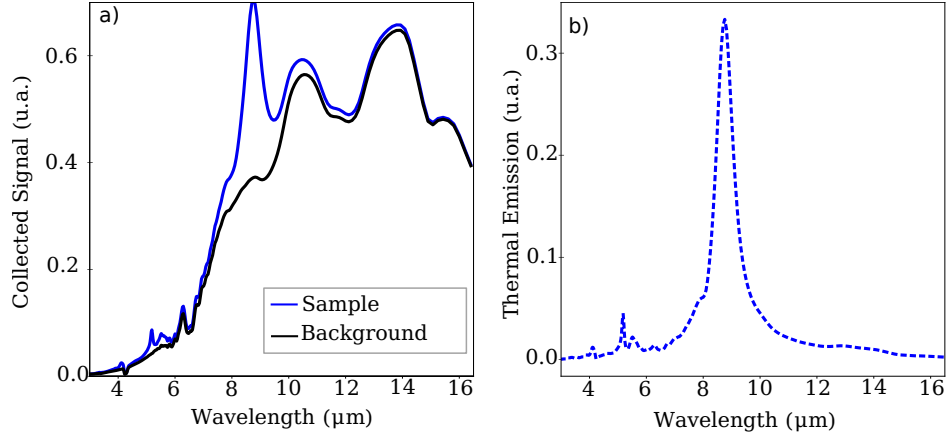 a)
Collected Signal (u.a.)
0.6
0.4
0.2
0.0
Sample
Background
4 6 8 10 12 14 16
Wavelength (μm)
b)
Thermal Emission (u.a.)
0.3
0.2
0.1
0.0
4 6 8 10 12 14 16
Wavelength (μm)